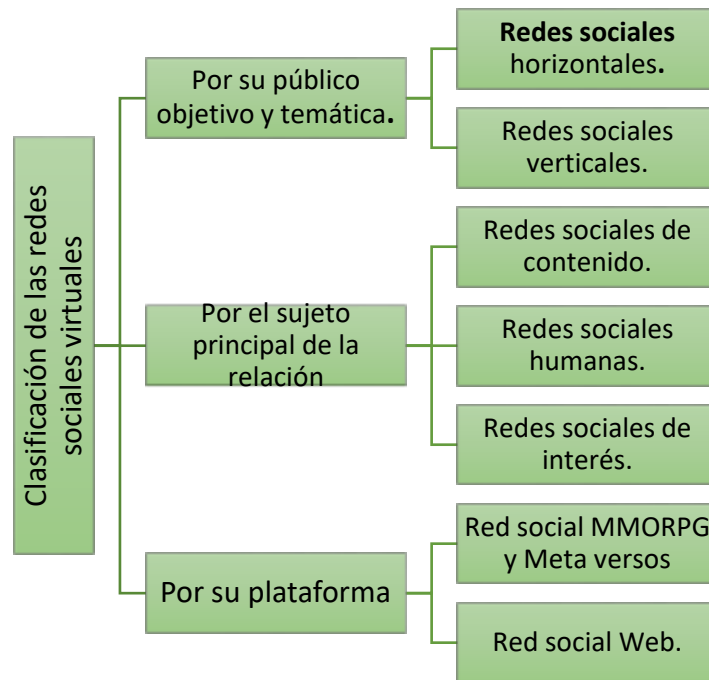 Clasificación de las redes
sociales virtuales
Por su público
objetivo y temática.
Redes sociales
horizontales.
Redes sociales
verticales.
Por el sujeto
principal de la
relación
Redes sociales de
contenido.
Redes sociales
humanas.
Redes sociales de
interés.
Por su plataforma
Red social MMORPG
y Meta versos
Red social Web.